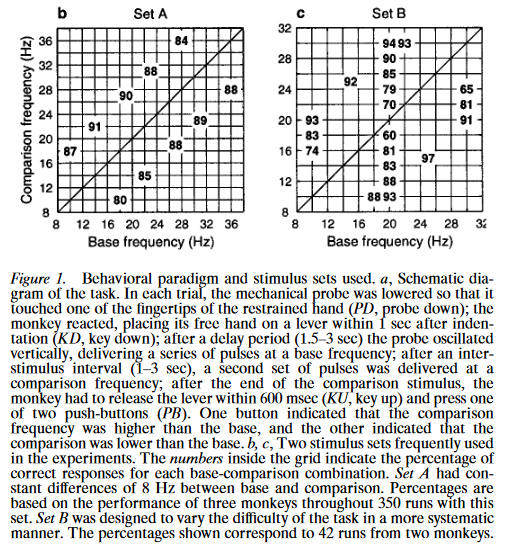 b Set A
Comparison frequency (Hz)
36 84
32
88
28 88
90
24
89
91
20
88
87
16
85
12
80
8
8 12 16 20 24 28 32 36
Base frequency (Hz)
c Set B
32
94 93
90
28
85
92
24 79 65
70 81
20 93 91
83 60
16 74 81
97
83
12 88
88 93
8
8 12 16 20 24 28 32
Base frequency (Hz)
Figure 1. Behavioral paradigm and stimulus sets used. a, Schematic dia-
gram of the task. In each trial, the mechanical probe was lowered so that it
touched one of the fingertips of the restrained hand (PD, probe down); the
monkey reacted, placing its free hand on a lever within 1 sec after inden-
tation (KD, key down); after a delay period (1.5–3 sec) the probe oscillated
vertically, delivering a series of pulses at a base frequency; after an inter-
stimulus interval (1–3 sec), a second set of pulses was delivered at a
comparison frequency; after the end of the comparison stimulus, the
monkey had to release the lever within 600 msec (KU, key up) and press one
of two push-buttons (PB). One button indicated that the comparison
frequency was higher than the base, and the other indicated that the
comparison was lower than the base. b, c, Two stimulus sets frequently used
in the experiments. The numbers inside the grid indicate the percentage of
correct responses for each base-comparison combination. Set A had con-
stant differences of 8 Hz between base and comparison. Percentages are
based on the performance of three monkeys throughout 350 runs with this
set. Set B was designed to vary the difficulty of the task in a more systematic
manner. The percentages shown correspond to 42 runs from two monkeys.